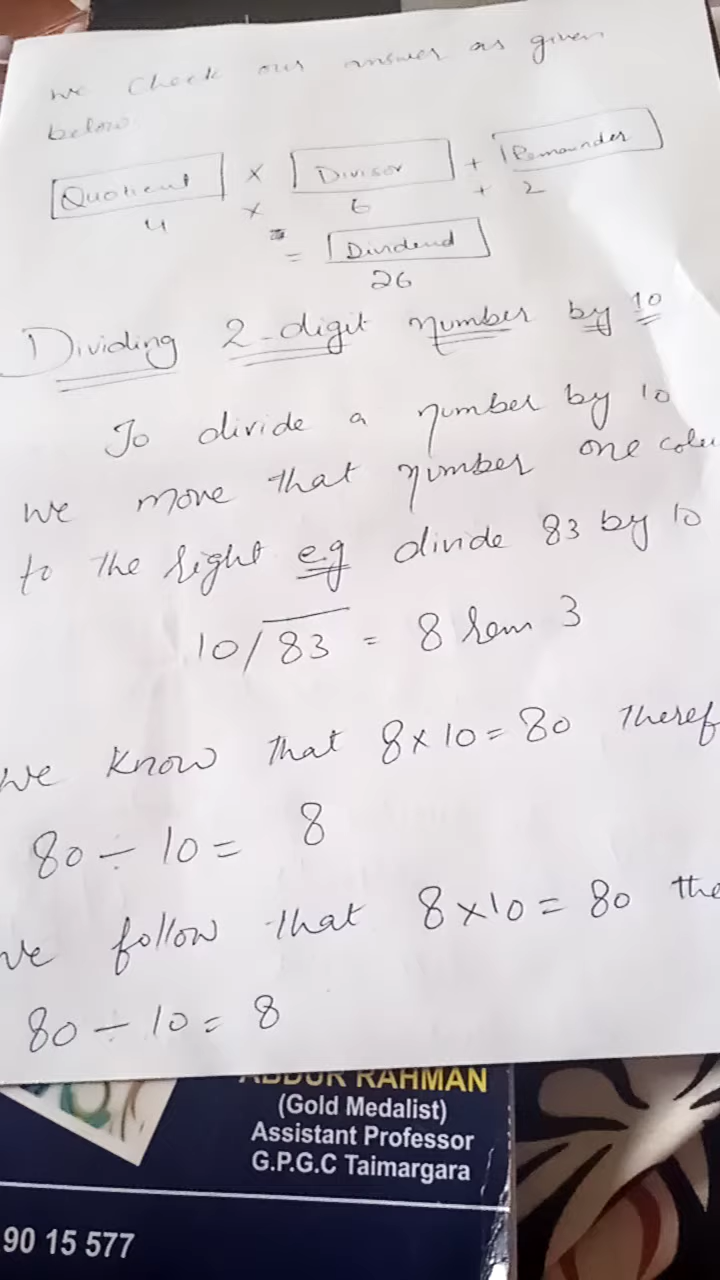 we Check our answer as given
below.
Quotient × Divisor + Remainder
4 × 6 + 2
= Dividend
26
Dividing 2-digit number by 10
To divide a number by 10
we move that number one colu
to the right e.g divide 83 by 10
10/83 = 8 rem 3
we know that 8×10=80 Theref
80 ÷ 10 = 8
we follow that 8×10=80 the
80 ÷ 10 = 8
ABDUR RAHMAN
(Gold Medalist)
Assistant Professor
G.P.G.C Taimargara
90 15 577